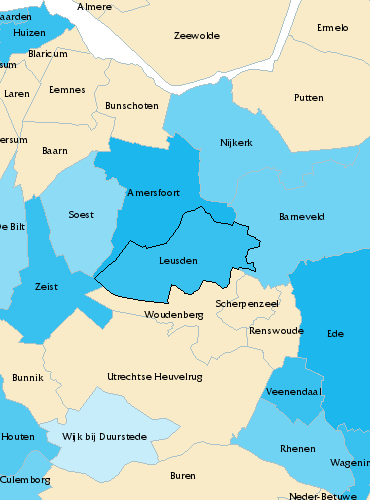 Almere
aarden
Huizen
Zeewolde
Ermelo
Blaricum
sum
Laren
Eemnes
Bunschoten
Putten
ersum
Baarn
Nijkerk
Amersfoort
Soest
Barneveld
De Bilt
Leusden
Zeist
Scherpenzeel
Woudenberg
Renswoude
Ede
Bunnik
Utrechtse Heuvelrug
Veenendaal
Houten
Wijk bij Duurstede
Rhenen
Wagenin
Culemborg
Buren
Neder-Betuwe